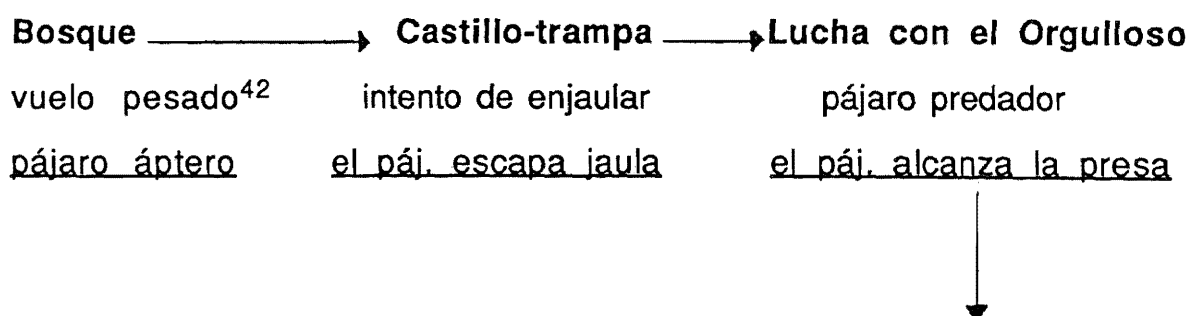 Bosque Castillo-trampa Lucha con el Orgulloso
vuelo pesado42 intento de enjaular pájaro predador
pájaro áptero el páj. escapa jaula el páj. alcanza la presa